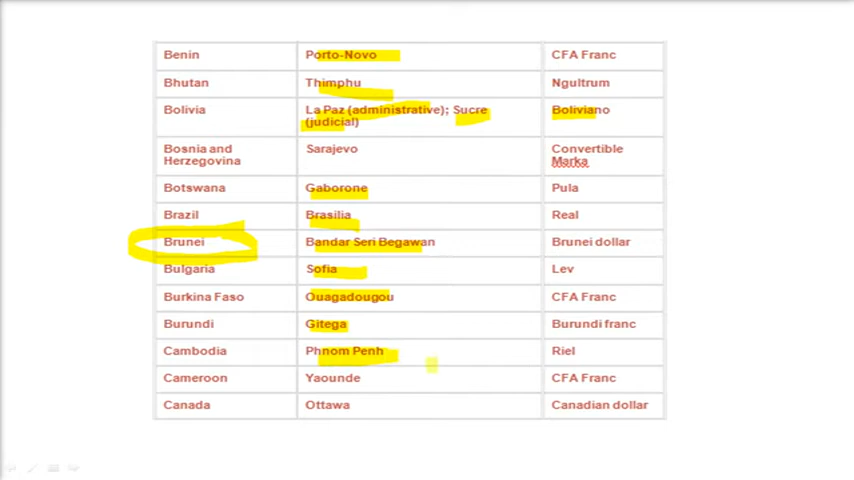 Benin Porto-Novo CFA Franc
Bhutan Thimphu Ngultrum
Bolivia La Paz (administrative); Sucre Boliviano
(judicial)
Bosnia and Sarajevo Convertible
Herzegovina Marka
Botswana Gaborone Pula
Brazil Brasilia Real
Brunei Bandar Seri Begawan Brunei dollar
Bulgaria Sofia Lev
Burkina Faso Ouagadougou CFA Franc
Burundi Gitega Burundi franc
Cambodia Phnom Penh Riel
Cameroon Yaounde CFA Franc
Canada Ottawa Canadian dollar